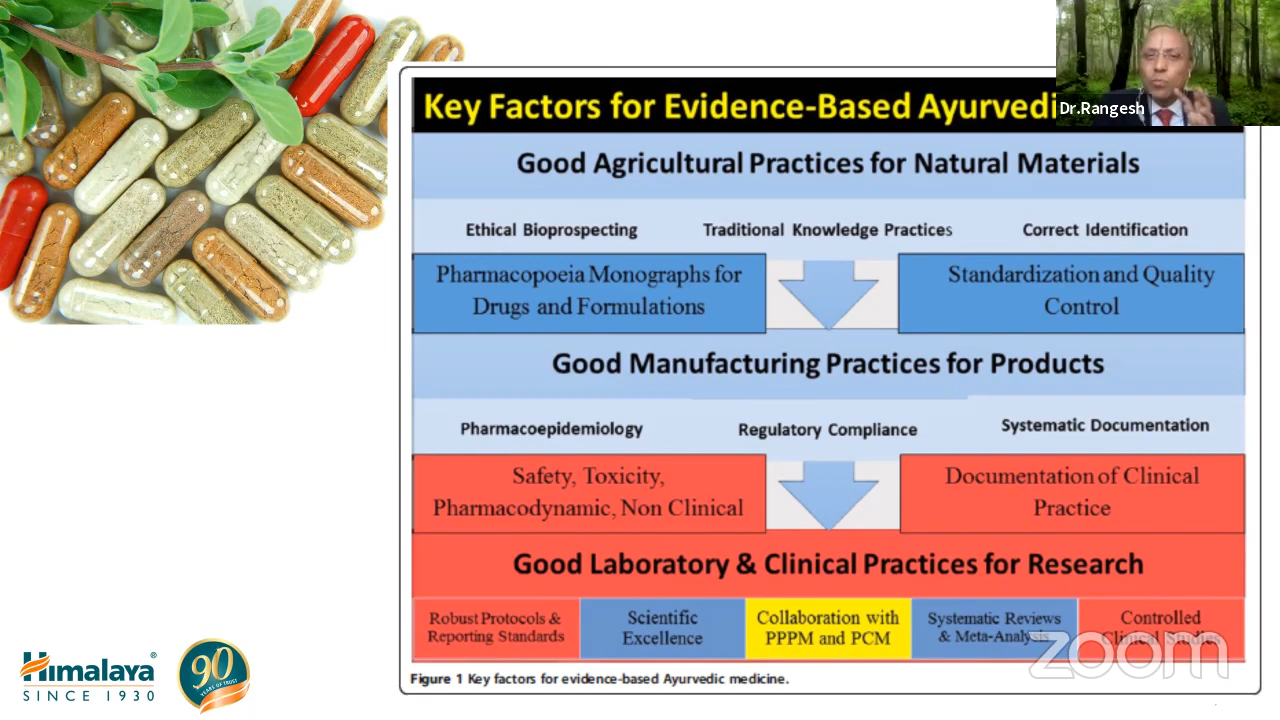 Key Factors for Evidence-Based Ayurvedi
Dr.Rangesh
Good Agricultural Practices for Natural Materials
Ethical Bioprospecting
Traditional Knowledge Practices
Correct Identification
Pharmacopoeia Monographs for
Drugs and Formulations
Standardization and Quality
Control
Good Manufacturing Practices for Products
Pharmacoepidemiology
Regulatory Compliance
Systematic Documentation
Safety, Toxicity,
Pharmacodynamic, Non Clinical
Documentation of Clinical
Practice
Good Laboratory & Clinical Practices for Research
Robust Protocols &
Reporting Standards
Scientific
Excellence
Collaboration with
PPPM and PCM
Systematic Reviews
& Meta-Analysis
Controlled
Clinical Studies
zoom
Figure 1 Key factors for evidence-based Ayurvedic medicine.
Himalaya®
SINCE 1930
90
YEARS OF TRUST